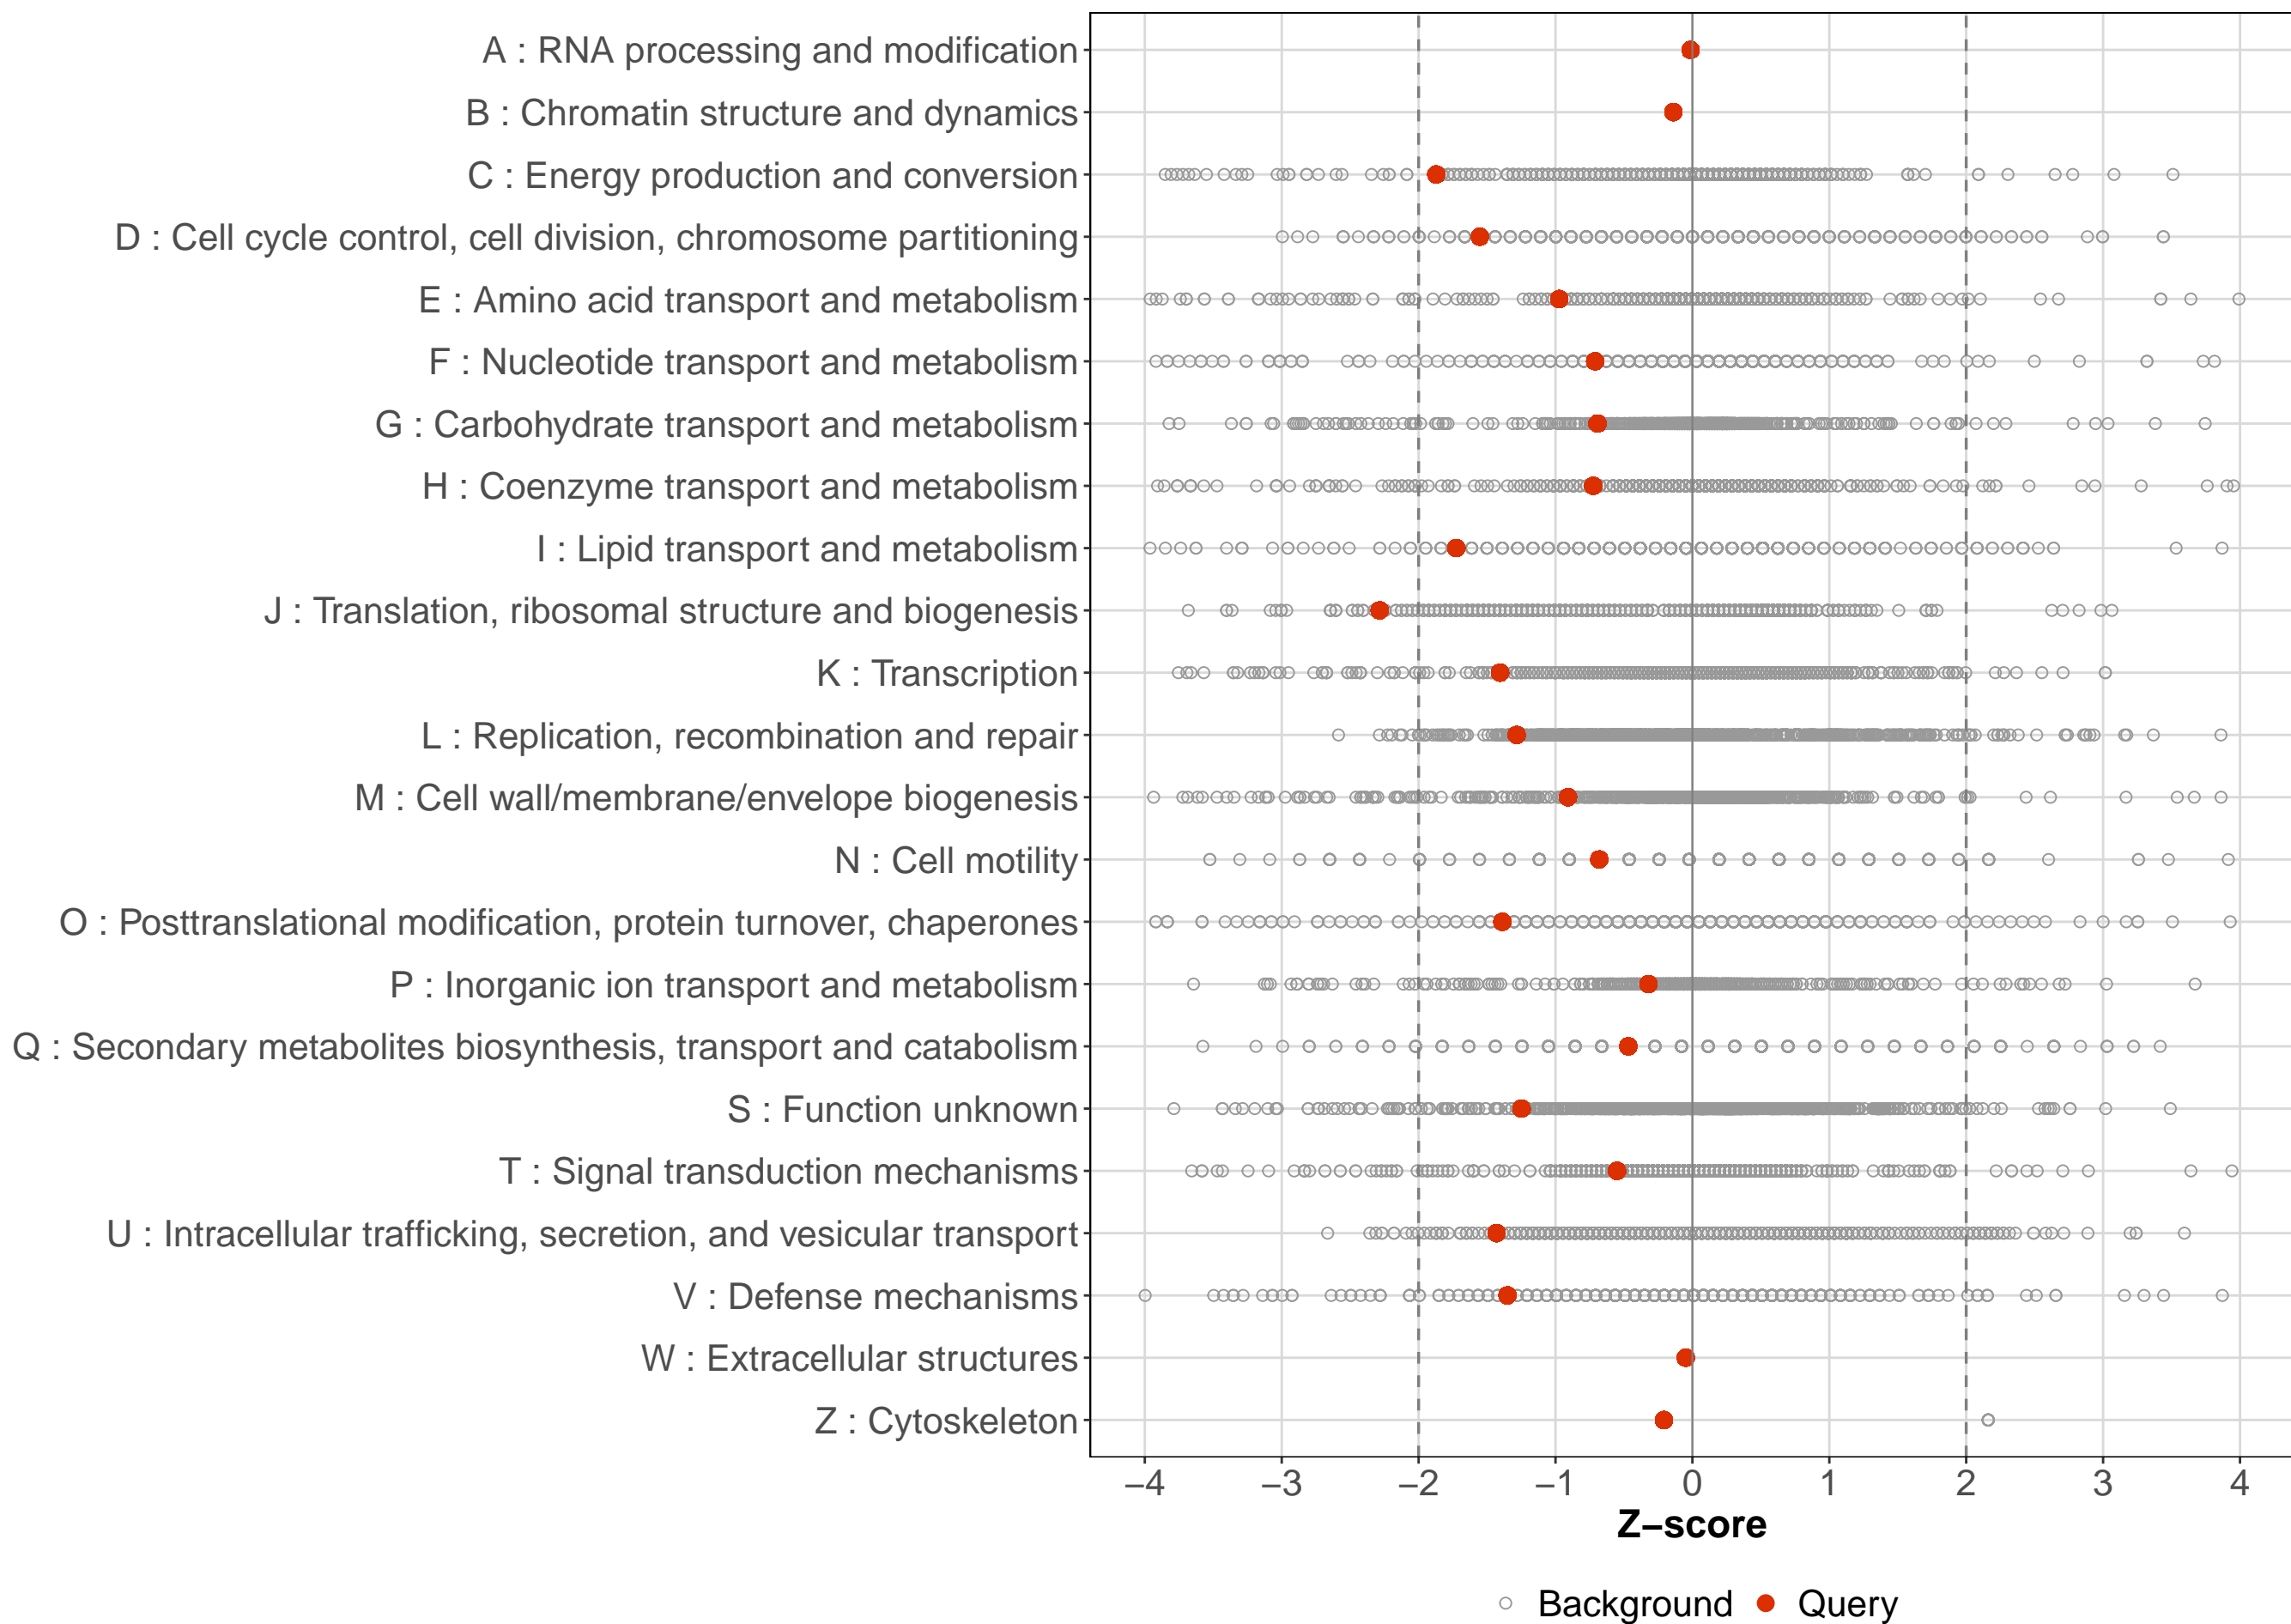 A : RNA processing and modification
B : Chromatin structure and dynamics
C : Energy production and conversion
D : Cell cycle control, cell division, chromosome partitioning
E : Amino acid transport and metabolism
F : Nucleotide transport and metabolism
G : Carbohydrate transport and metabolism
H : Coenzyme transport and metabolism
I : Lipid transport and metabolism
J : Translation, ribosomal structure and biogenesis
K : Transcription
L : Replication, recombination and repair
M : Cell wall/membrane/envelope biogenesis
N : Cell motility
O : Posttranslational modification, protein turnover, chaperones
P : Inorganic ion transport and metabolism
Q : Secondary metabolites biosynthesis, transport and catabolism
S : Function unknown
T : Signal transduction mechanisms
U : Intracellular trafficking, secretion, and vesicular transport
V : Defense mechanisms
W : Extracellular structures
Z : Cytoskeleton
−4 −3 −2 −1 0 1 2 3 4
Z−score
Background Query